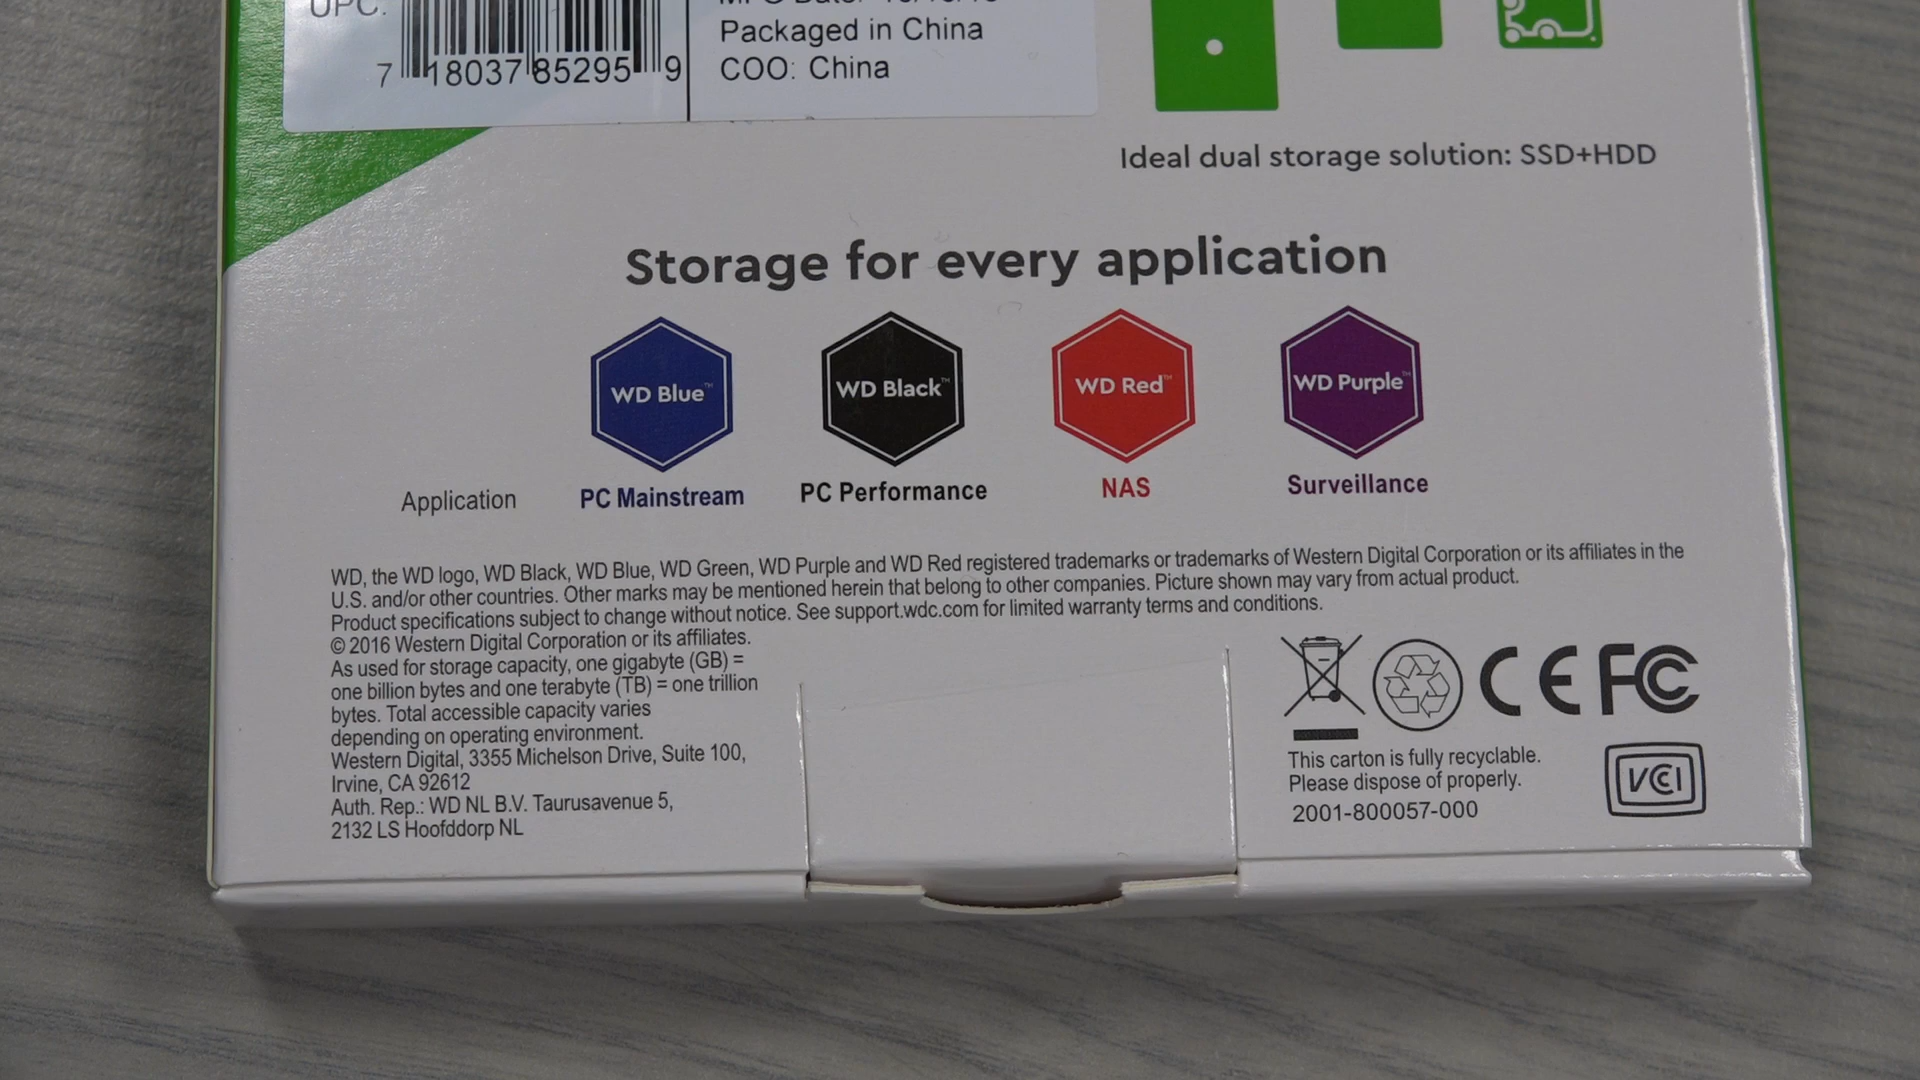 UPC:
7 18037 85295 9
Packaged in China
COO: China
Ideal dual storage solution: SSD+HDD
Storage for every application
WD Blue™ WD Black™ WD Red™ WD Purple™
Application PC Mainstream PC Performance NAS Surveillance
WD, the WD logo, WD Black, WD Blue, WD Green, WD Purple and WD Red registered trademarks or trademarks of Western Digital Corporation or its affiliates in the
U.S. and/or other countries. Other marks may be mentioned herein that belong to other companies. Picture shown may vary from actual product.
Product specifications subject to change without notice. See support.wdc.com for limited warranty terms and conditions.
© 2016 Western Digital Corporation or its affiliates.
As used for storage capacity, one gigabyte (GB) =
one billion bytes and one terabyte (TB) = one trillion
bytes. Total accessible capacity varies
depending on operating environment.
Western Digital, 3355 Michelson Drive, Suite 100,
Irvine, CA 92612
Auth. Rep.: WD NL B.V. Taurusavenue 5,
2132 LS Hoofddorp NL
CE FC
This carton is fully recyclable.
Please dispose of properly.
2001-800057-000
VCI